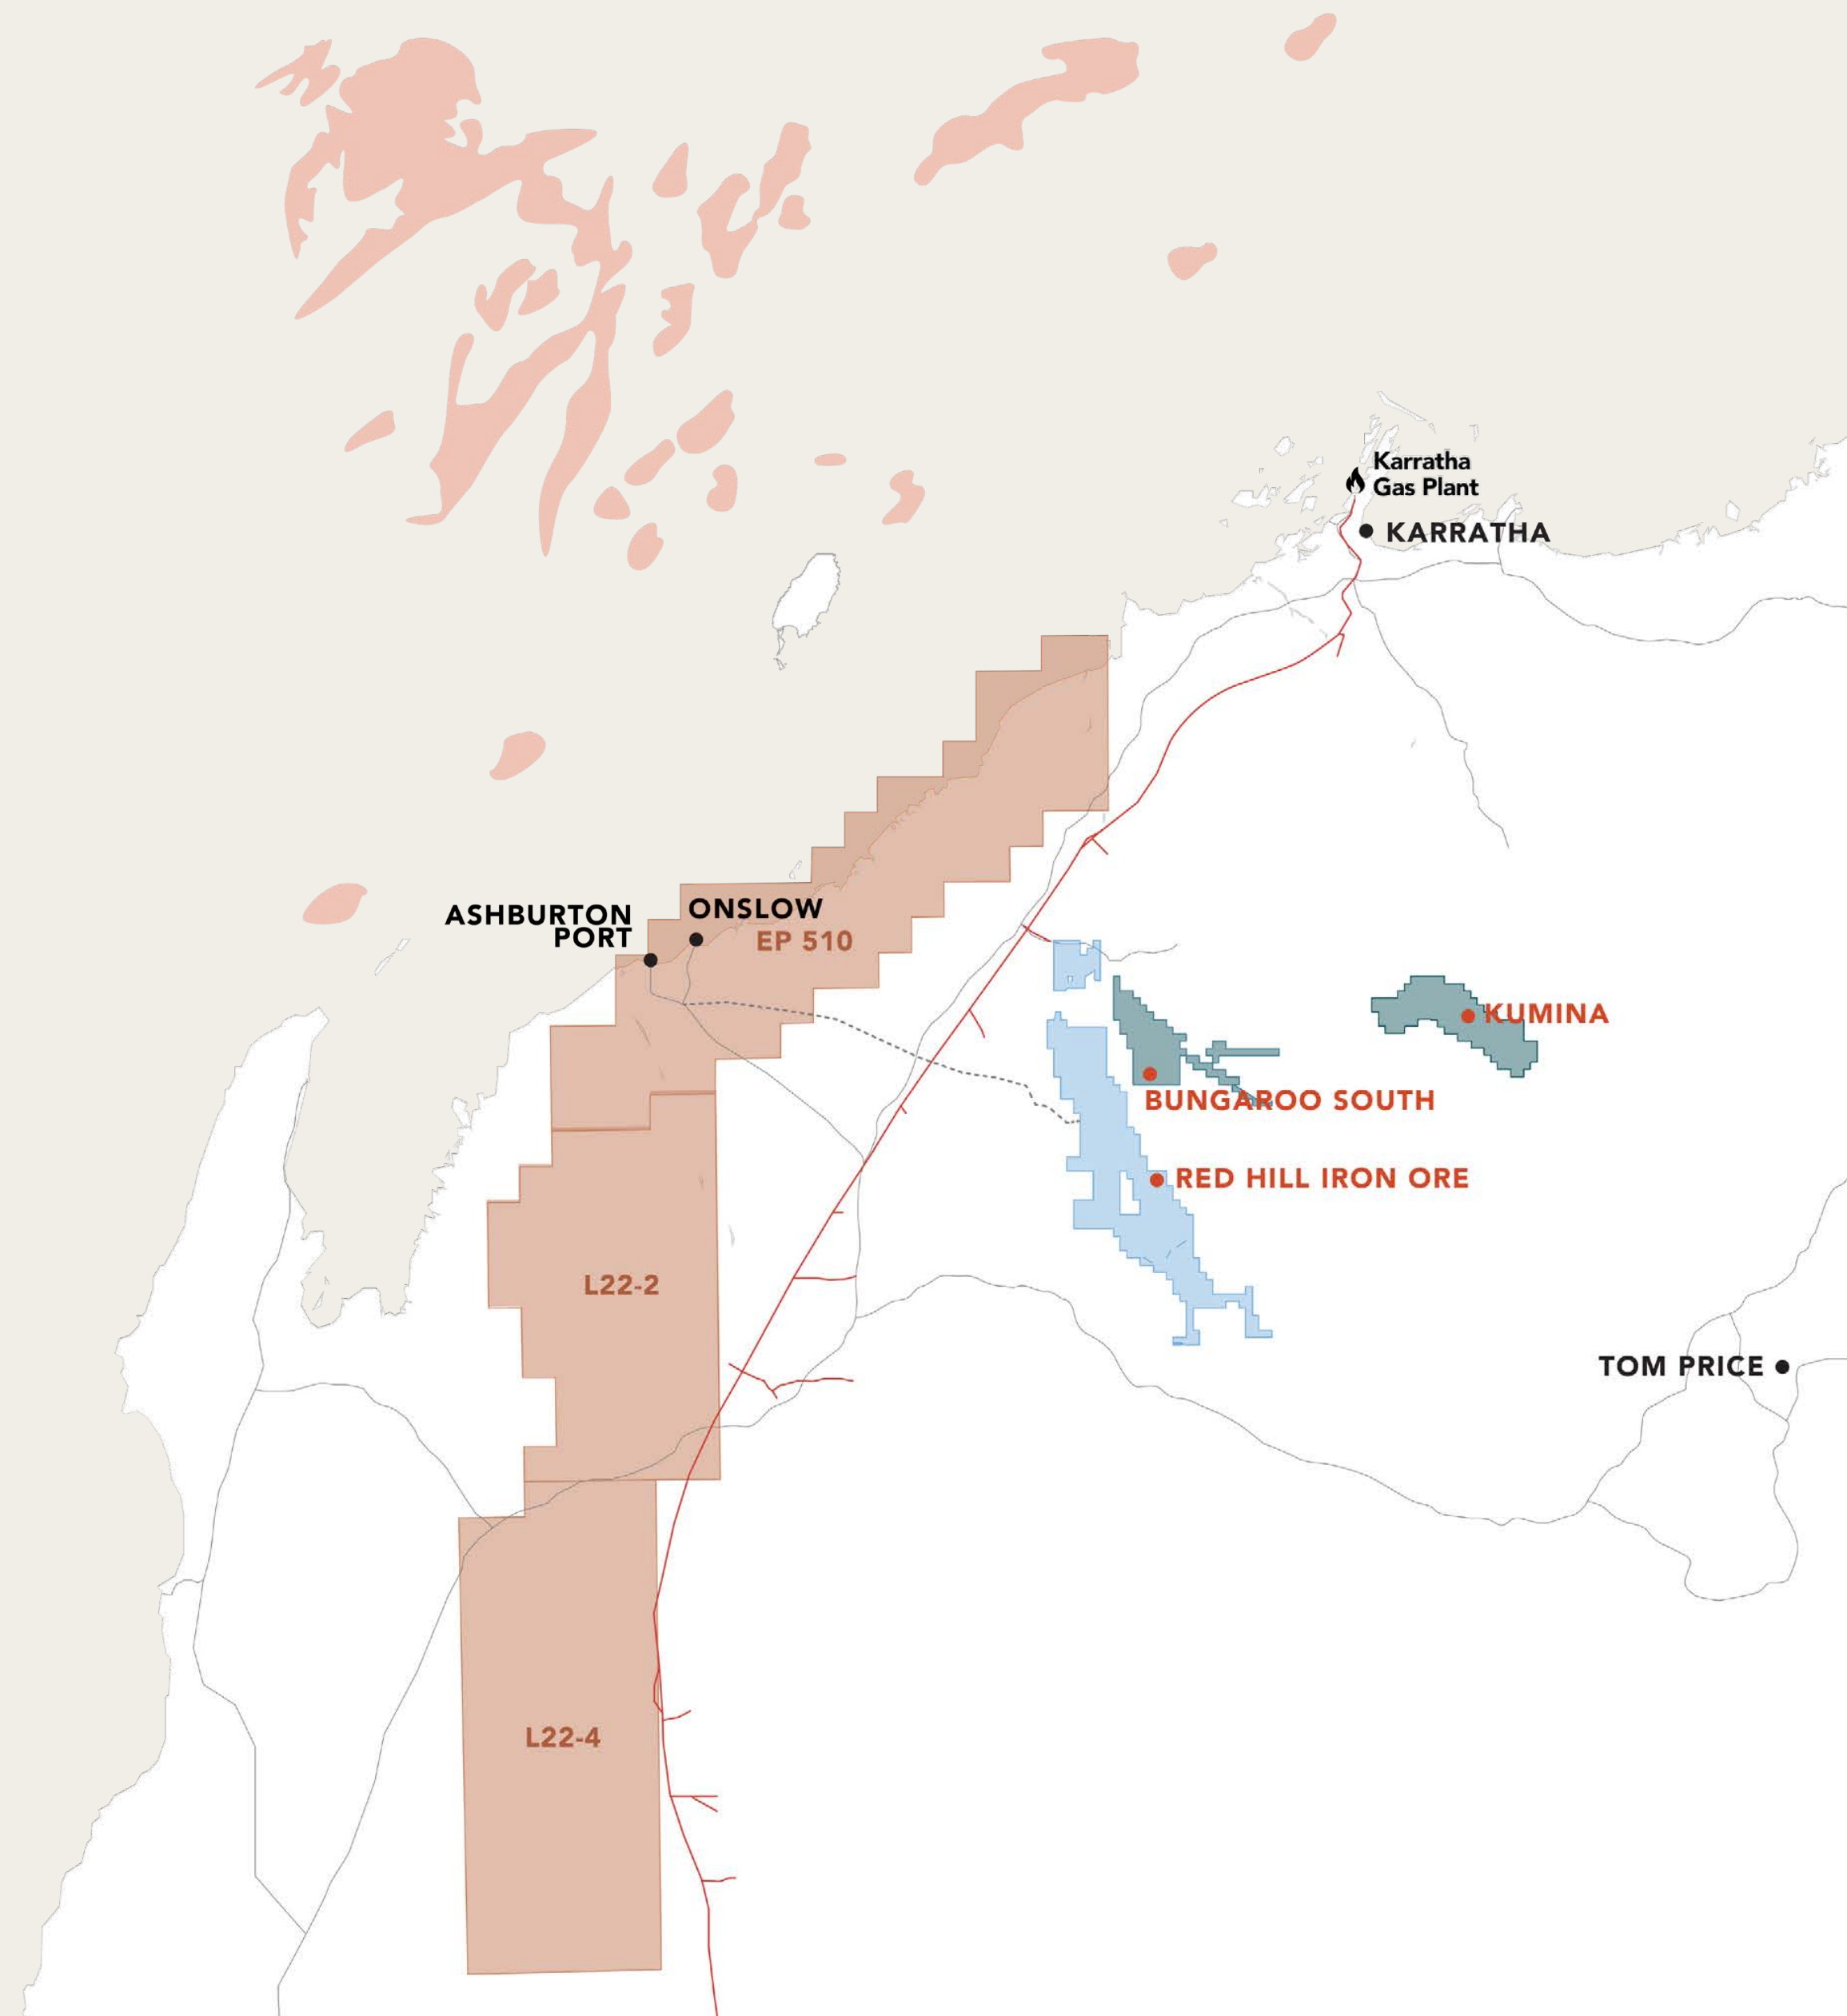 Karratha
Gas Plant
KARRATHA
ASHBURTON
PORT
ONSLOW
EP 510
KUMINA
BUNGAROO SOUTH
RED HILL IRON ORE
L22-2
TOM PRICE
L22-4